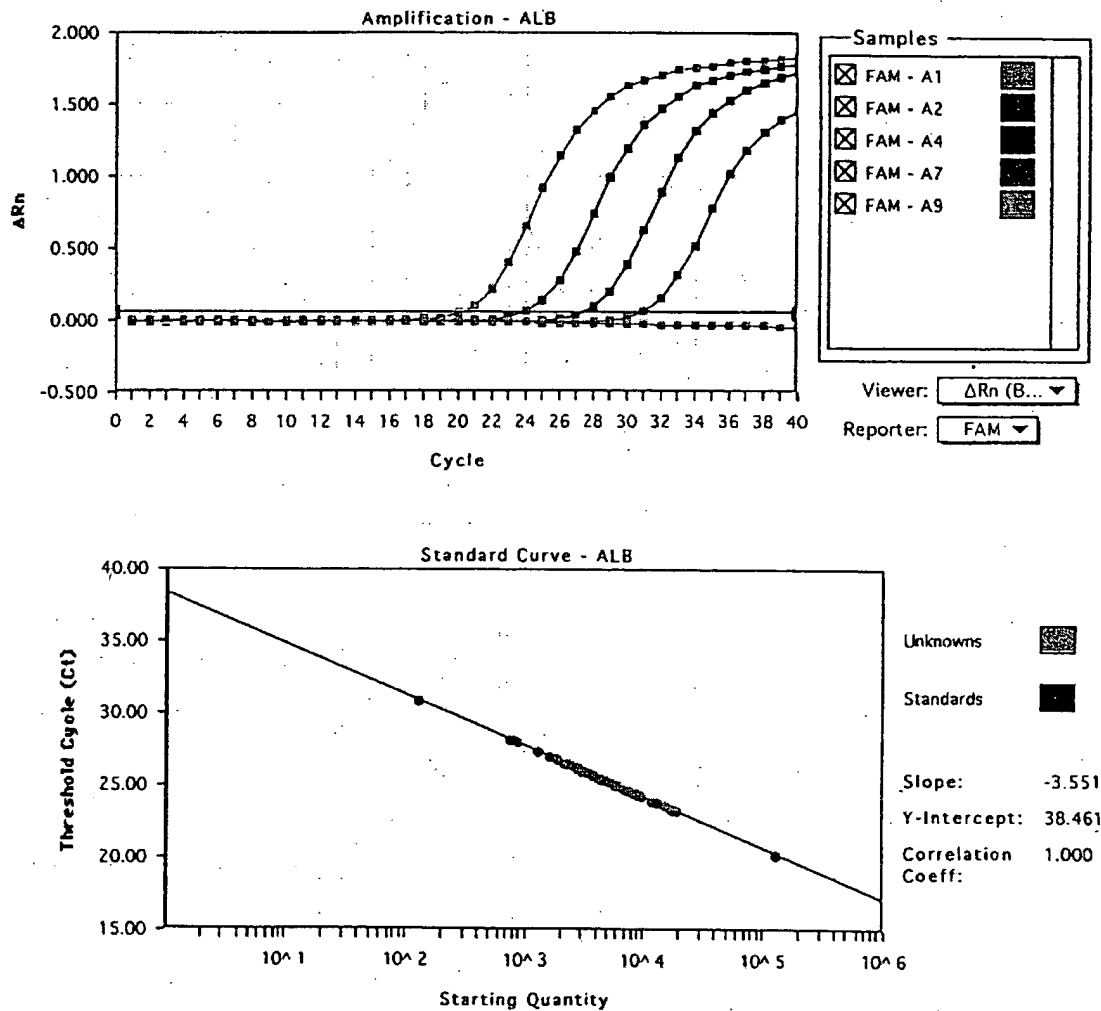 Amplification - ALB
2.000
1.500
1.000
0.500
0.000
-0.500
ΔRn
0 2 3 6 7 8 10 12 14 16 18 20 22 24 26 28 30 32 34 36 38 40
Cycle
Samples
FAM - A1
FAM - A2
FAM - A4
FAM - A7
FAM - A9
Viewer: ΔRn (B...
Reporter: FAM
Standard Curve - ALB
40.00
35.00
30.00
25.00
20.00
15.00
Threshold Cycle (Ct)
10^1 10^2 10^3 10^4 10^5 10^6
Starting Quantity
Unknowns
Standards
Slope: -3.551
Y-Intercept: 38.461
Correlation 1.000
Coeff: